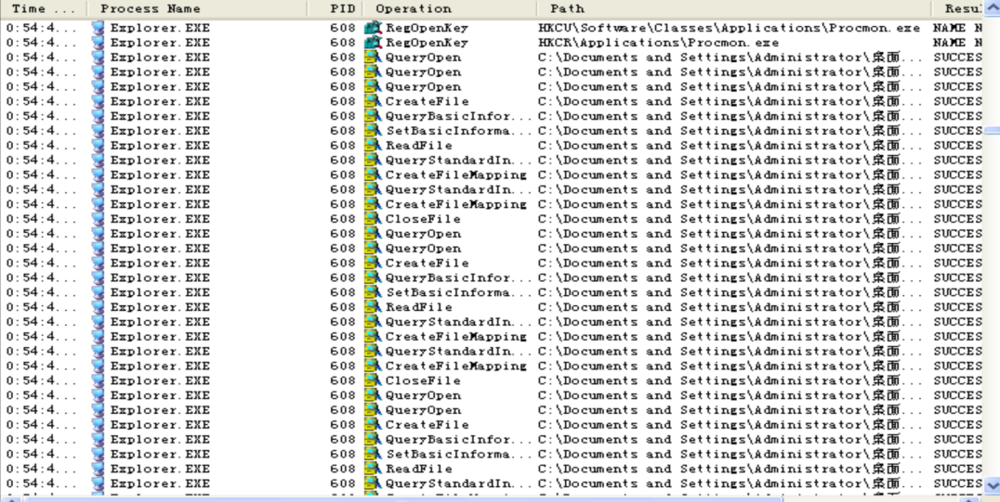 Time ... Process Name PID Operation Path Resu
0:54:4... Explorer.EXE 608 RegOpenKey HKCU\Software\Classes\Applications\Procmon.exe NAME N
0:54:4... Explorer.EXE 608 RegOpenKey HKCR\Applications\Procmon.exe NAME N
0:54:4... Explorer.EXE 608 QueryOpen C:\Documents and Settings\Administrator\桌面... SUCCES
0:54:4... Explorer.EXE 608 QueryOpen C:\Documents and Settings\Administrator\桌面... SUCCES
0:54:4... Explorer.EXE 608 QueryOpen C:\Documents and Settings\Administrator\桌面... SUCCES
0:54:4... Explorer.EXE 608 CreateFile C:\Documents and Settings\Administrator\桌面... SUCCES
0:54:4... Explorer.EXE 608 QueryBasicInfor... C:\Documents and Settings\Administrator\桌面... SUCCES
0:54:4... Explorer.EXE 608 SetBasicInforma... C:\Documents and Settings\Administrator\桌面... SUCCES
0:54:4... Explorer.EXE 608 ReadFile C:\Documents and Settings\Administrator\桌面... SUCCES
0:54:4... Explorer.EXE 608 QueryStandardIn... C:\Documents and Settings\Administrator\桌面... SUCCES
0:54:4... Explorer.EXE 608 CreateFileMapping C:\Documents and Settings\Administrator\桌面... SUCCES
0:54:4... Explorer.EXE 608 QueryStandardIn... C:\Documents and Settings\Administrator\桌面... SUCCES
0:54:4... Explorer.EXE 608 CreateFileMapping C:\Documents and Settings\Administrator\桌面... SUCCES
0:54:4... Explorer.EXE 608 CloseFile C:\Documents and Settings\Administrator\桌面... SUCCES
0:54:4... Explorer.EXE 608 QueryOpen C:\Documents and Settings\Administrator\桌面... SUCCES
0:54:4... Explorer.EXE 608 QueryOpen C:\Documents and Settings\Administrator\桌面... SUCCES
0:54:4... Explorer.EXE 608 CreateFile C:\Documents and Settings\Administrator\桌面... SUCCES
0:54:4... Explorer.EXE 608 QueryBasicInfor... C:\Documents and Settings\Administrator\桌面... SUCCES
0:54:4... Explorer.EXE 608 SetBasicInforma... C:\Documents and Settings\Administrator\桌面... SUCCES
0:54:4... Explorer.EXE 608 ReadFile C:\Documents and Settings\Administrator\桌面... SUCCES
0:54:4... Explorer.EXE 608 QueryStandardIn... C:\Documents and Settings\Administrator\桌面... SUCCES
0:54:4... Explorer.EXE 608 CreateFileMapping C:\Documents and Settings\Administrator\桌面... SUCCES
0:54:4... Explorer.EXE 608 QueryStandardIn... C:\Documents and Settings\Administrator\桌面... SUCCES
0:54:4... Explorer.EXE 608 CreateFileMapping C:\Documents and Settings\Administrator\桌面... SUCCES
0:54:4... Explorer.EXE 608 CloseFile C:\Documents and Settings\Administrator\桌面... SUCCES
0:54:4... Explorer.EXE 608 QueryOpen C:\Documents and Settings\Administrator\桌面... SUCCES
0:54:4... Explorer.EXE 608 QueryOpen C:\Documents and Settings\Administrator\桌面... SUCCES
0:54:4... Explorer.EXE 608 CreateFile C:\Documents and Settings\Administrator\桌面... SUCCES
0:54:4... Explorer.EXE 608 QueryBasicInfor... C:\Documents and Settings\Administrator\桌面... SUCCES
0:54:4... Explorer.EXE 608 SetBasicInforma... C:\Documents and Settings\Administrator\桌面... SUCCES
0:54:4... Explorer.EXE 608 ReadFile C:\Documents and Settings\Administrator\桌面... SUCCES
0:54:4... Explorer.EXE 608 QueryStandardIn... C:\Documents and Settings\Administrator\桌面... SUCCES